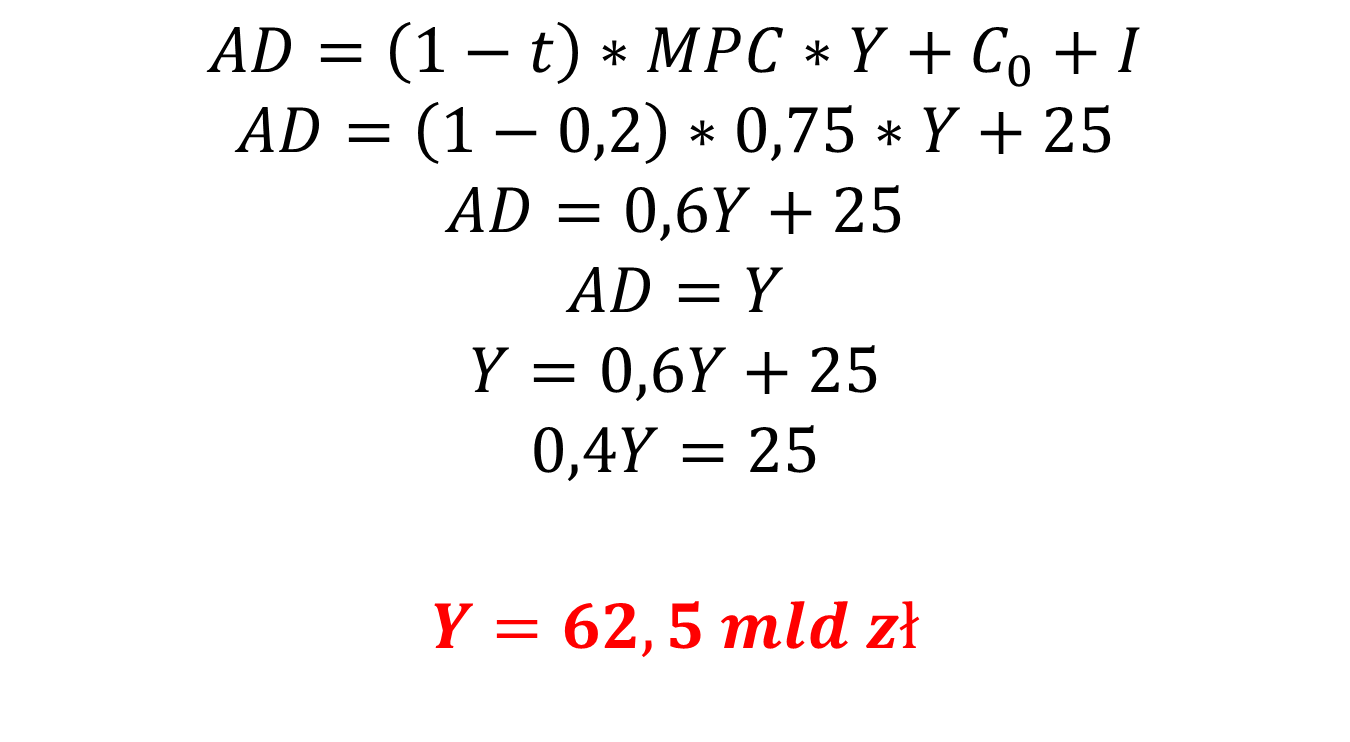 AD = (1 − t) ∗ MPC ∗ Y + C₀ + I
AD = (1 − 0,2) ∗ 0,75 ∗ Y + 25
AD = 0,6Y + 25
AD = Y
Y = 0,6Y + 25
0,4Y = 25
Y = 62, 5 mld zł